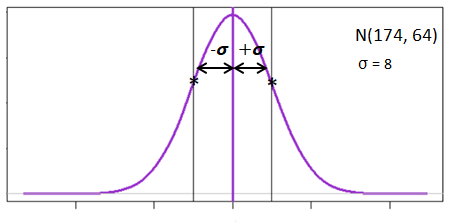 N(174, 64)
-σ +σ
σ = 8